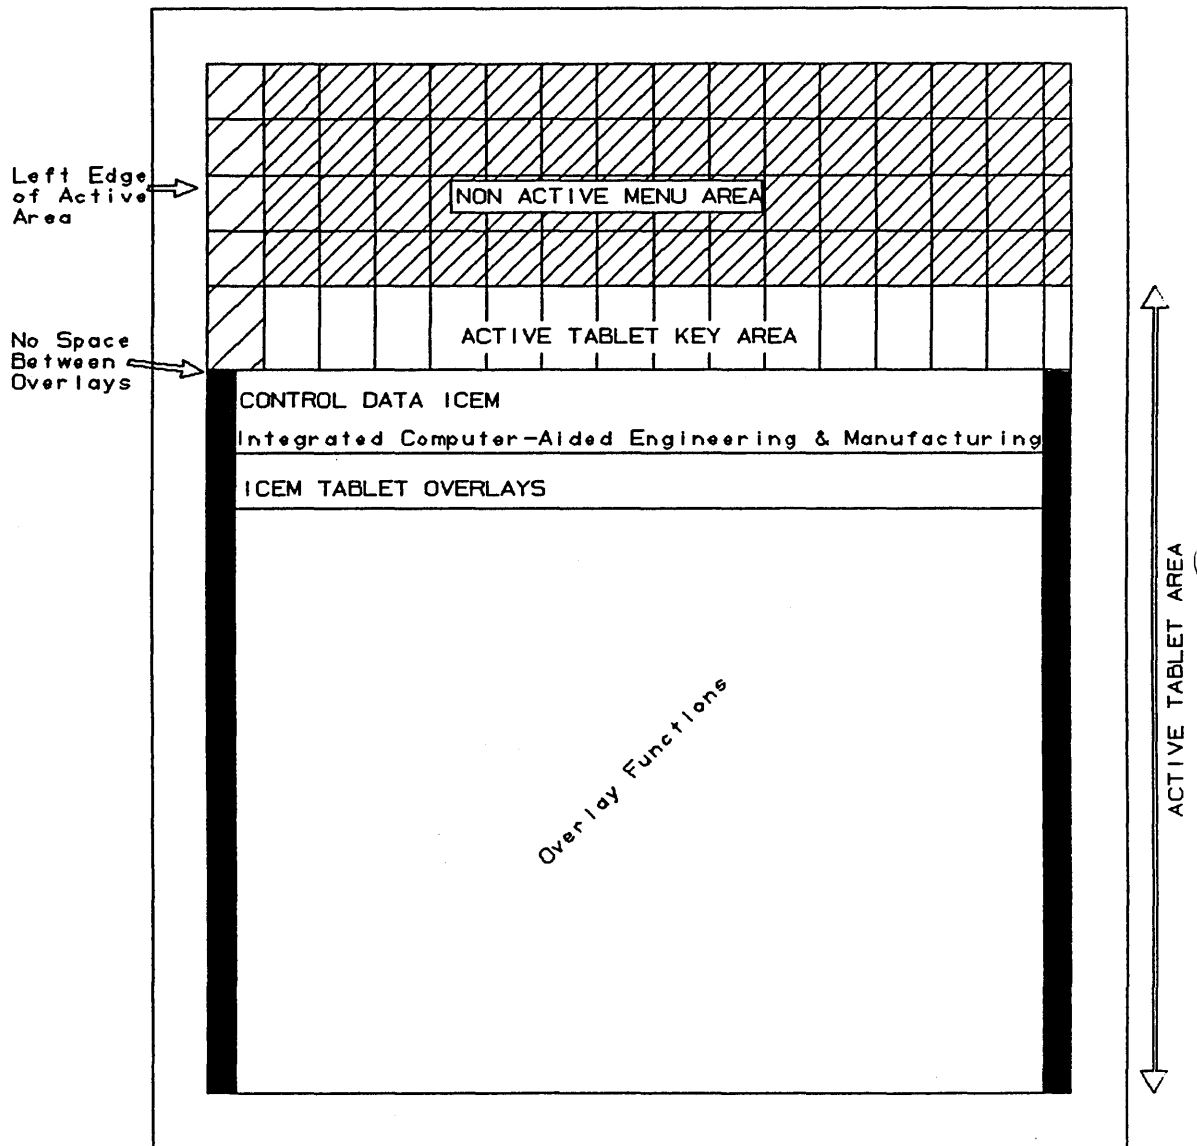 Left Edge
of Active
Area
NON ACTIVE MENU AREA
No Space
Between
Overlays
ACTIVE TABLET KEY AREA
CONTROL DATA ICEM
Integrated Computer-Aided Engineering & Manufacturing
ICEM TABLET OVERLAYS
Overlay Functions
ACTIVE TABLET AREA